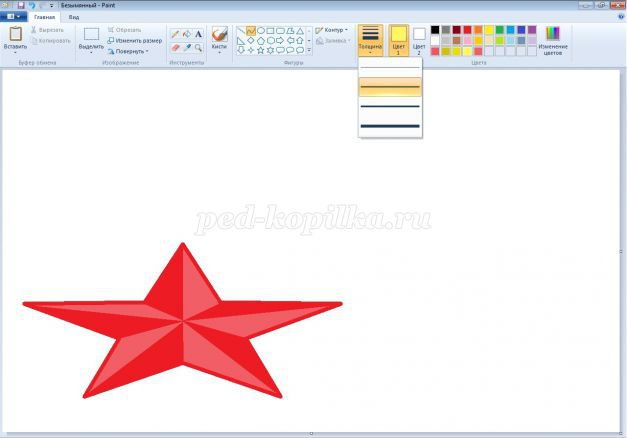 Безымянный - Paint
Главная Вид
Вставить
Вырезать
Копировать
Буфер обмена
Выделить
Обрезать
Изменить размер
Повернуть
Изображение
A
Инструменты
Кисти
Контур
Заливка
Фигуры
Толщина
Цвет 1
Цвет 2
Изменение цветов
Цвета
ped-kopilka.ru